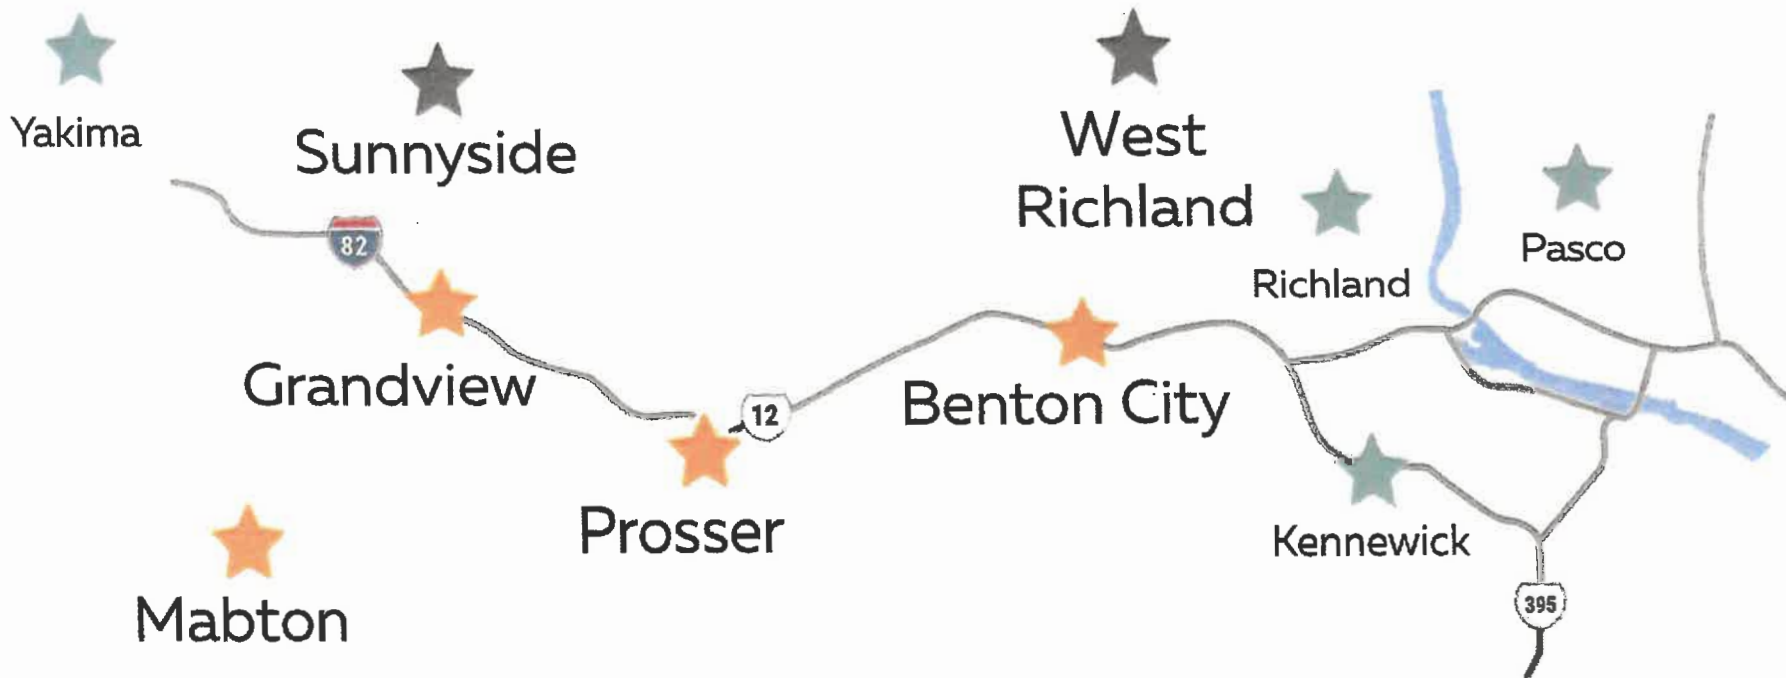 Yakima
Sunnyside
West
Richland
Richland
Pasco
82
Grandview
12
Prosser
Benton City
Kennewick
Mabton
395